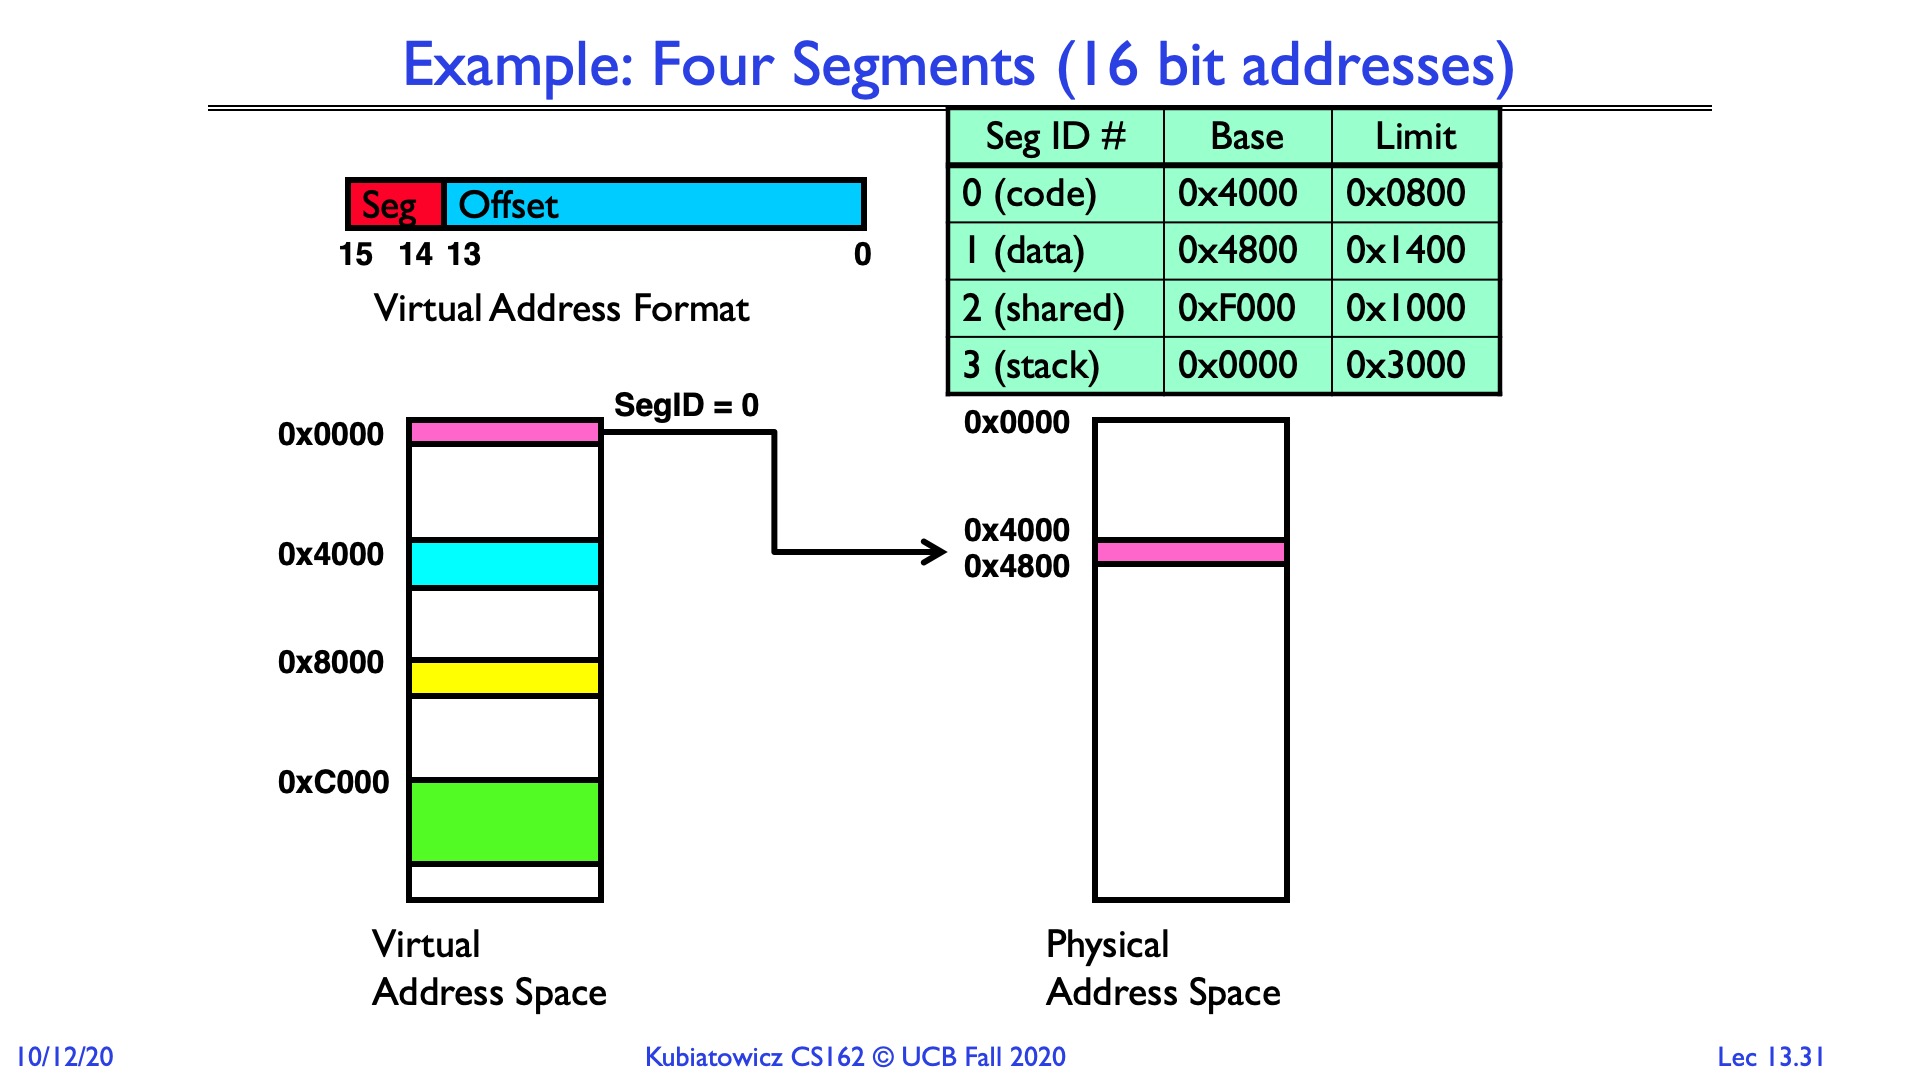 Example: Four Segments (16 bit addresses)
Seg ID # Base Limit
0 (code) 0x4000 0x0800
1 (data) 0x4800 0x1400
2 (shared) 0xF000 0x1000
3 (stack) 0x0000 0x3000
Seg Offset
15 14 13 0
Virtual Address Format
SegID = 0
0x0000
0x4000
0x8000
0xC000
Virtual
Address Space
0x0000
0x4000
0x4800
Physical
Address Space
10/12/20 Kubiatowicz CS162 © UCB Fall 2020 Lec 13.31